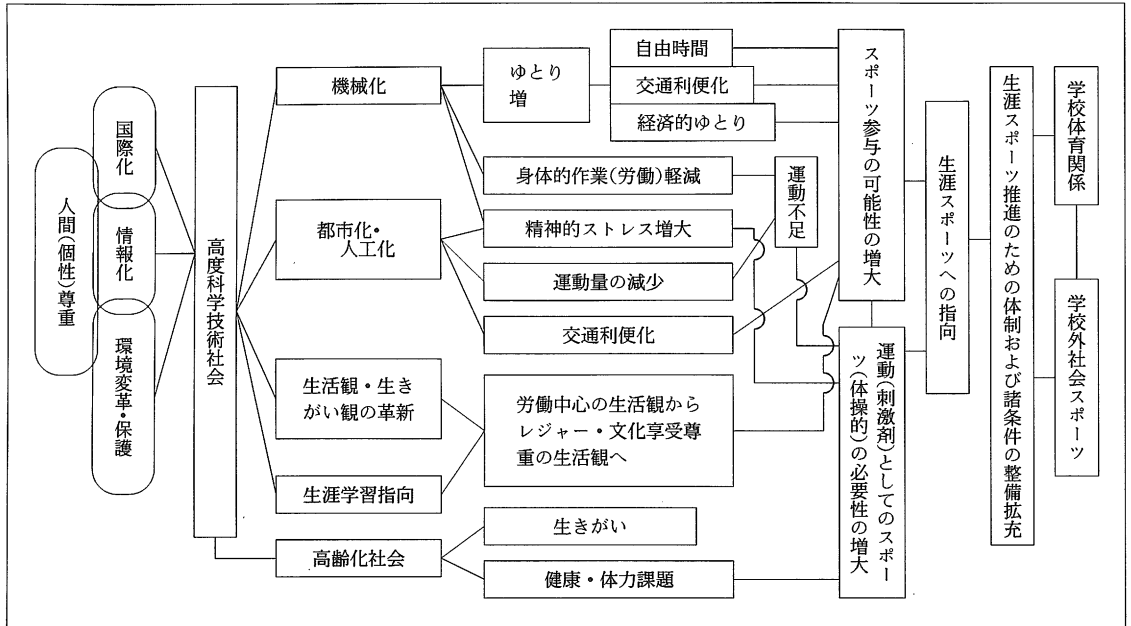 人間(個性)尊重
国際化
情報化
環境変革・保護
高度科学技術社会
機械化
都市化・
人工化
生活観・生き
がい観の革新
生涯学習指向
高齢化社会
ゆとり
増
自由時間
交通利便化
経済的ゆとり
身体的作業(労働)軽減
精神的ストレス増大
運動量の減少
交通利便化
労働中心の生活観から
レジャー・文化享受尊
重の生活観へ
生きがい
健康・体力課題
運動不足
スポーツ参与の可能性の増大
運動(刺激剤)としてのスポー
ツ(体操的)の必要性の増大
生涯スポーツへの指向
生涯スポーツ推進のための体制および諸条件の整備拡充
学校体育関係
学校外社会スポーツ